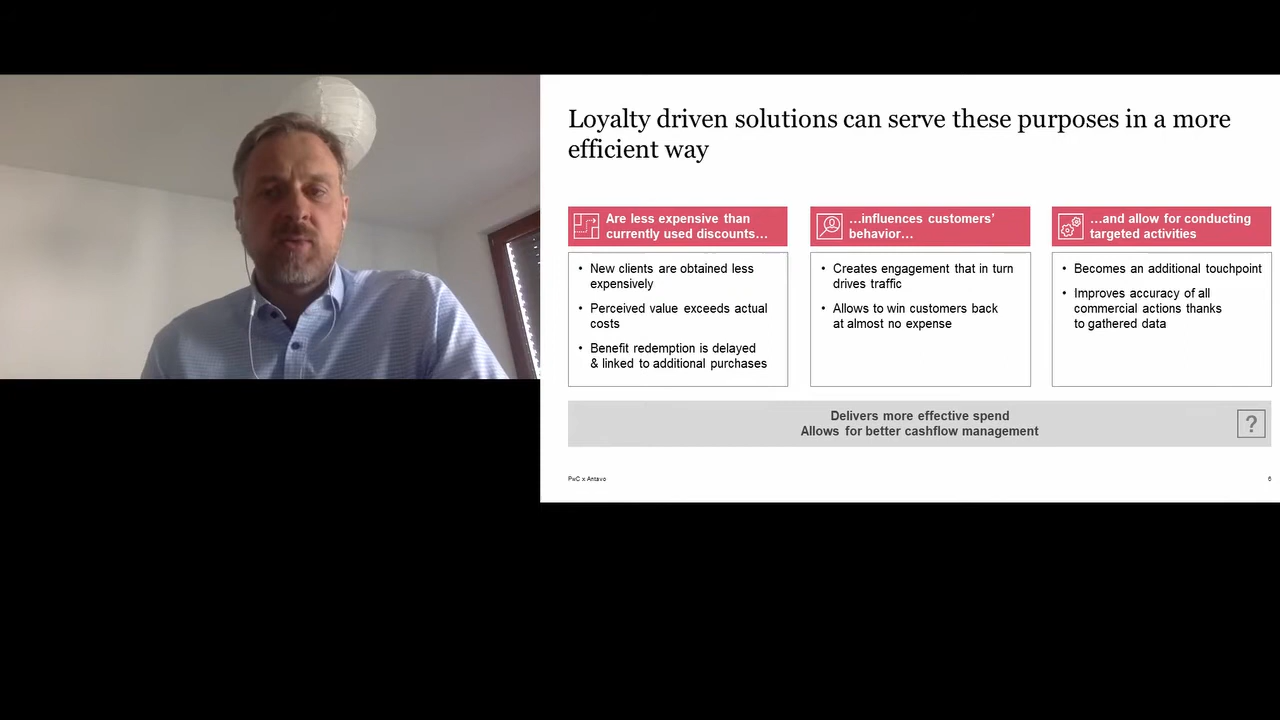 Loyalty driven solutions can serve these purposes in a more
efficient way
Are less expensive than
currently used discounts…
• New clients are obtained less
expensively
• Perceived value exceeds actual
costs
• Benefit redemption is delayed
& linked to additional purchases
…influences customers’
behavior…
• Creates engagement that in turn
drives traffic
• Allows to win customers back
at almost no expense
…and allow for conducting
targeted activities
• Becomes an additional touchpoint
• Improves accuracy of all
commercial actions thanks
to gathered data
Delivers more effective spend
Allows for better cashflow management
?
PwC x Antavo
6